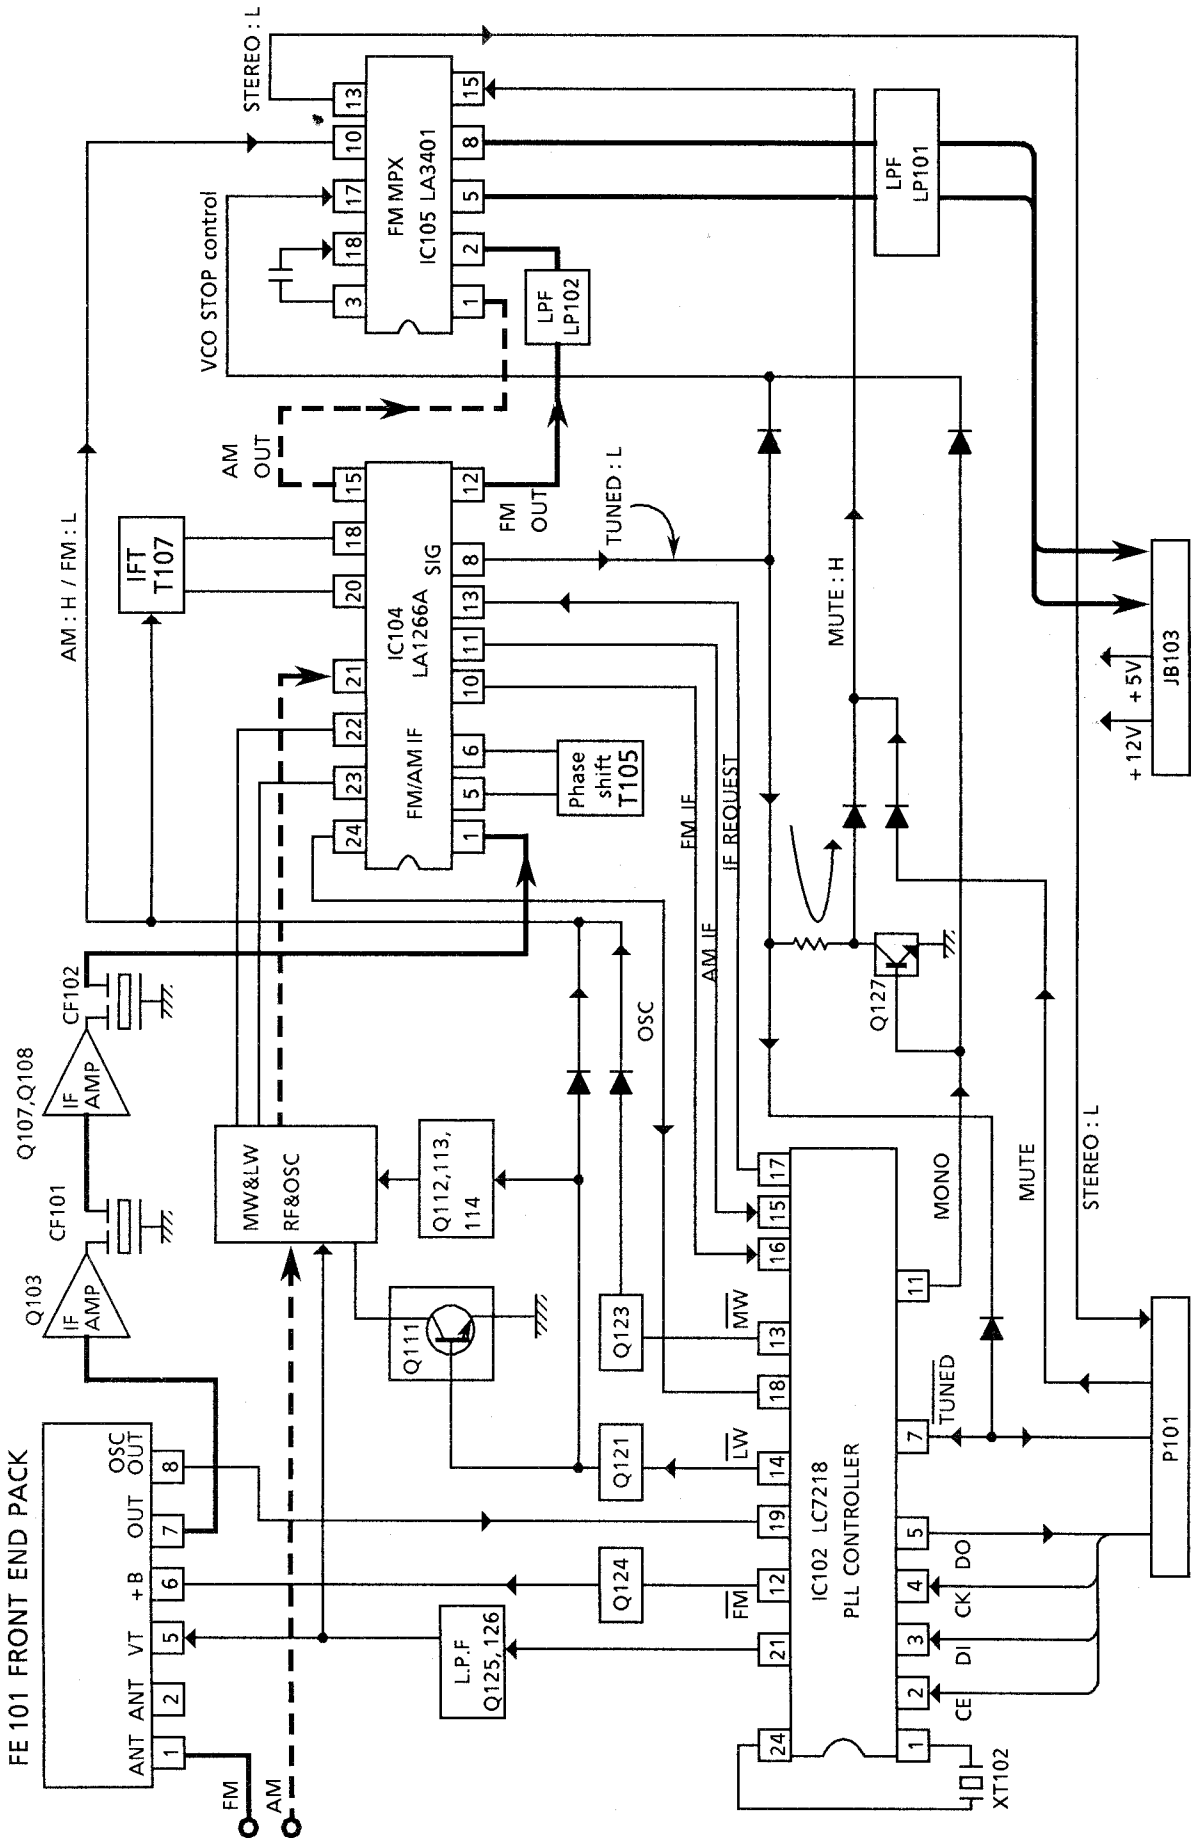 FE101 FRONT END PACK
ANT
ANT
VT
+B
OUT
OSC
OUT
1
2
5
6
7
8
FM
AM
Q103
IF
AMP
CF101
Q107,Q108
IF
AMP
CF102
MW&LW
RF&OSC
Q112,113,
114
Q111
L.P.F
Q125,126
Q124
Q121
Q123
FM
LW
MW
OSC
24
21
12
19
14
18
13
16
15
17
IC102 LC7218
PLL CONTROLLER
1
2
3
4
5
7
11
CE
DI
CK
DO
TUNED
MONO
XT102
P101
MUTE
STEREO : L
Q127
AM : H / FM : L
IFT
T107
24
23
22
21
20
18
15
IC104
LA1266A
FM/AM IF
SIG
1
5
6
10
11
13
8
12
Phase
shift
T105
FM IF
AM IF
IF REQUEST
TUNED : L
MUTE : H
AM
OUT
FM
OUT
LPF
LP102
VCO STOP control
STEREO : L
3
18
17
10
13
FM MPX
IC105 LA3401
1
2
5
8
15
LPF
LP101
+12V
+5V
JB103